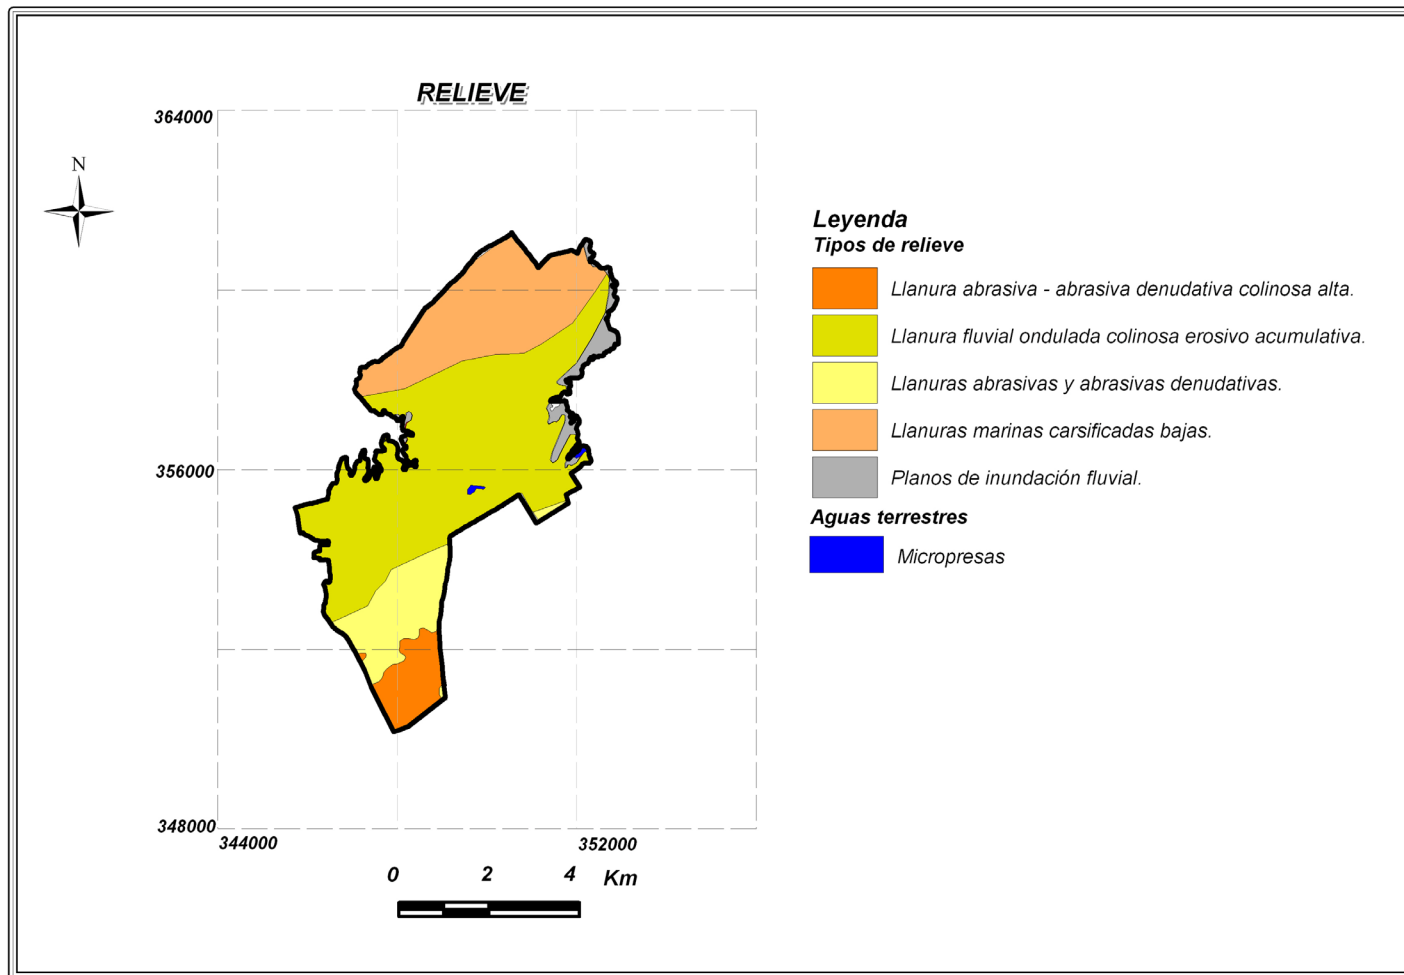 RELIEVE
364000
N
356000
348000
344000
352000
0 2 4 Km
Leyenda
Tipos de relieve
Llanura abrasiva - abrasiva denudativa colinosa alta.
Llanura fluvial ondulada colinosa erosivo acumulativa.
Llanuras abrasivas y abrasivas denudativas.
Llanuras marinas carsificadas bajas.
Planos de inundación fluvial.
Aguas terrestres
Micropresas